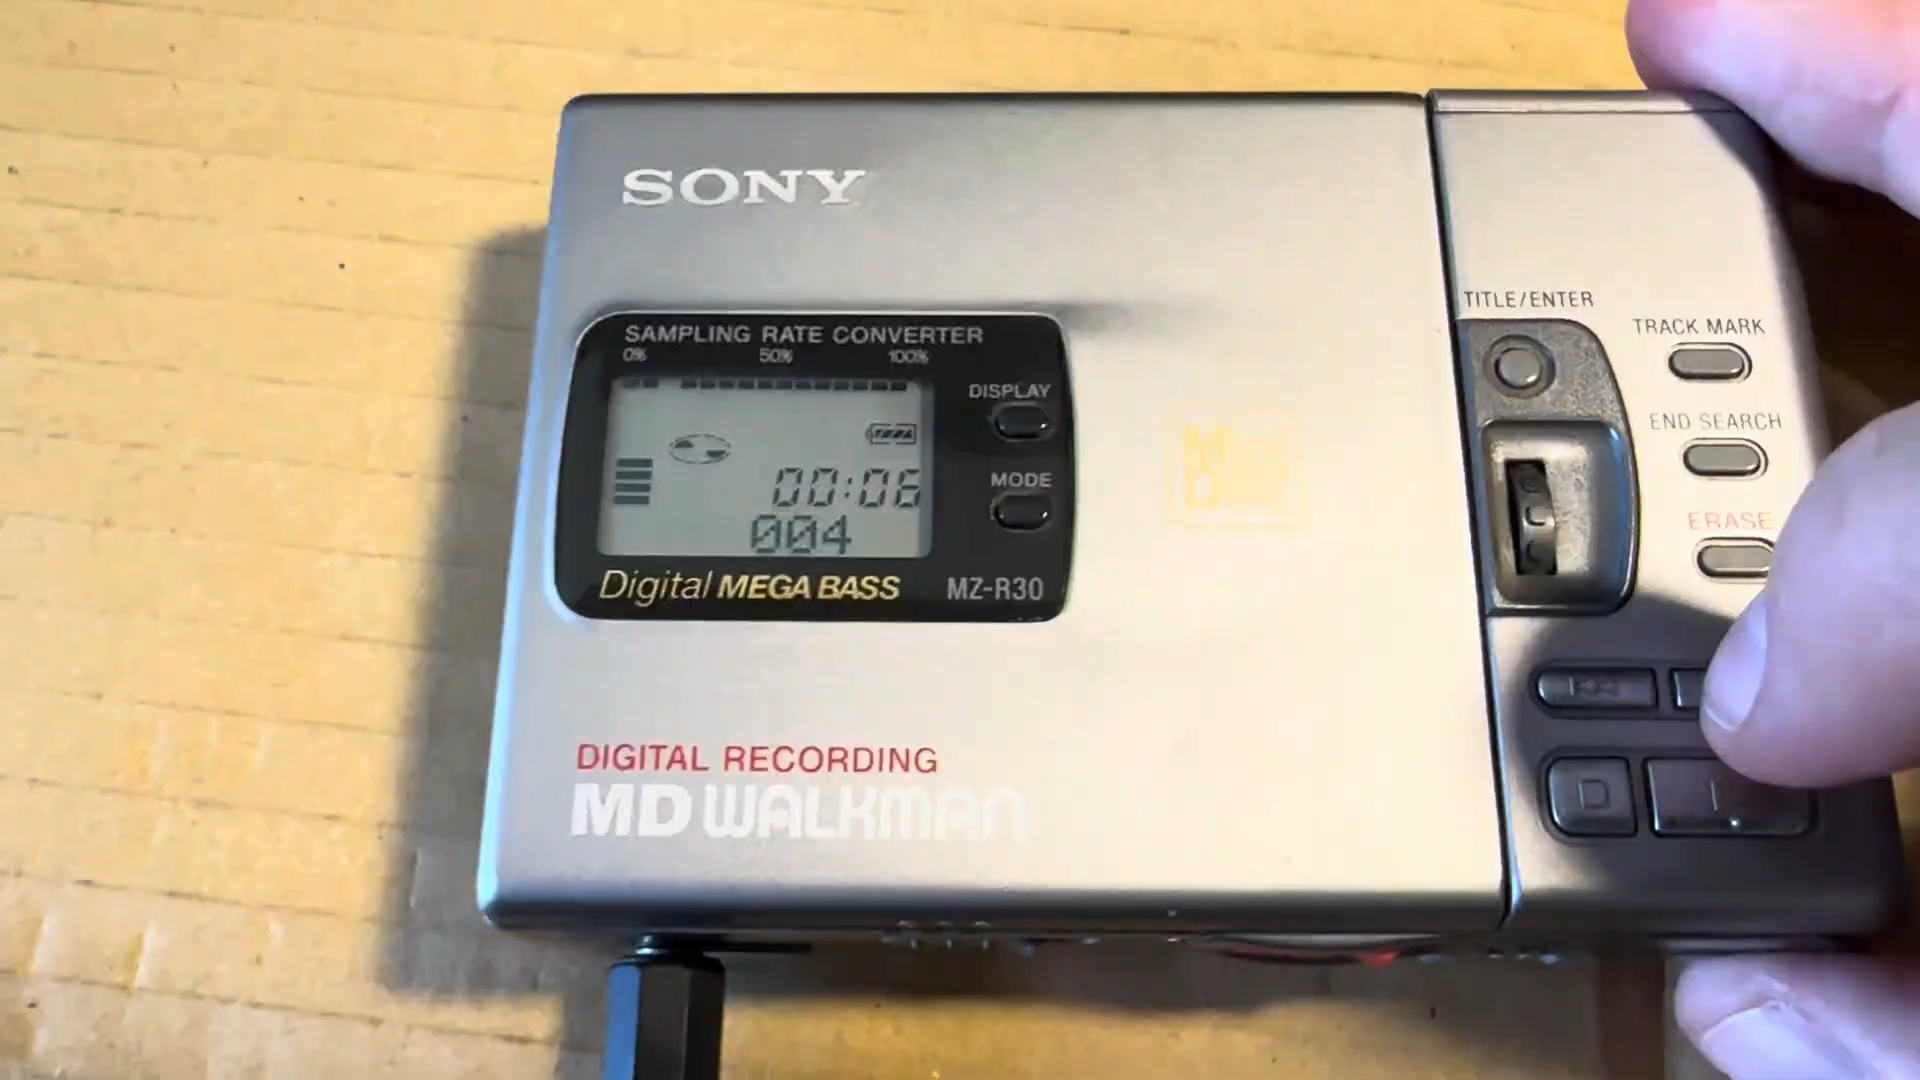 SONY
SAMPLING RATE CONVERTER
0% 50% 100%
DISPLAY
00:06
MODE
004
Digital MEGA BASS MZ-R30
DIGITAL RECORDING
MD WALKMAN
TITLE/ENTER
TRACK MARK
END SEARCH
ERASE